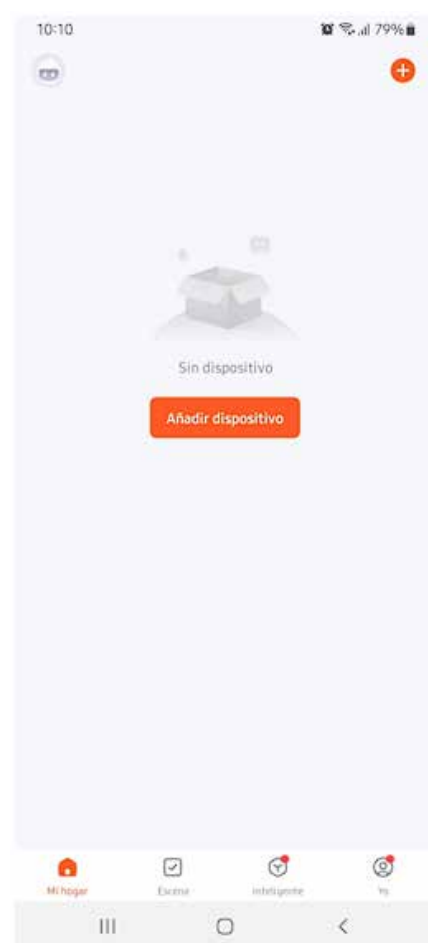 10:10
79%
Sin dispositivo
Añadir dispositivo
Mi hogar
Escena
Inteligente
Yo